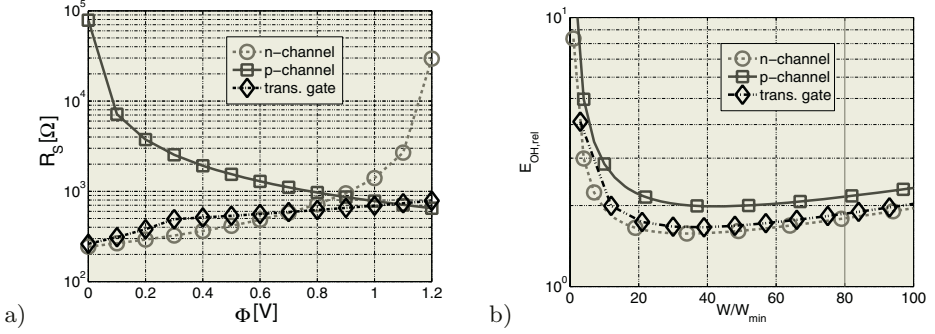 a)
R_S[Ω]
10^5
10^4
10^3
10^2
0 0.2 0.4 0.6 0.8 1 1.2
Φ[V]
n-channel
p-channel
trans. gate
b)
E_OH,rel
10^1
10^0
0 20 40 60 80 100
W/W_min
n-channel
p-channel
trans. gate